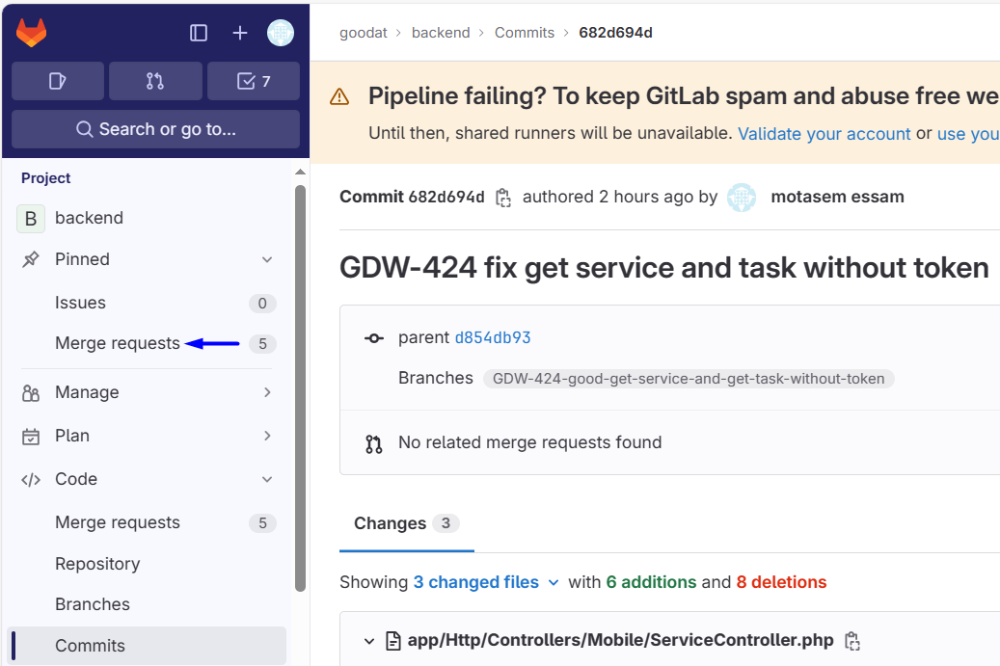 goodat > backend > Commits > 682d694d
7
Search or go to...
Project
B backend
Pinned
Issues 0
Merge requests 5
Manage
Plan
Code
Merge requests 5
Repository
Branches
Commits
Pipeline failing? To keep GitLab spam and abuse free we
Until then, shared runners will be unavailable. Validate your account or use you
Commit 682d694d authored 2 hours ago by motasem essam
GDW-424 fix get service and task without token
parent d854db93
Branches GDW-424-good-get-service-and-get-task-without-token
No related merge requests found
Changes 3
Showing 3 changed files with 6 additions and 8 deletions
app/Http/Controllers/Mobile/ServiceController.php